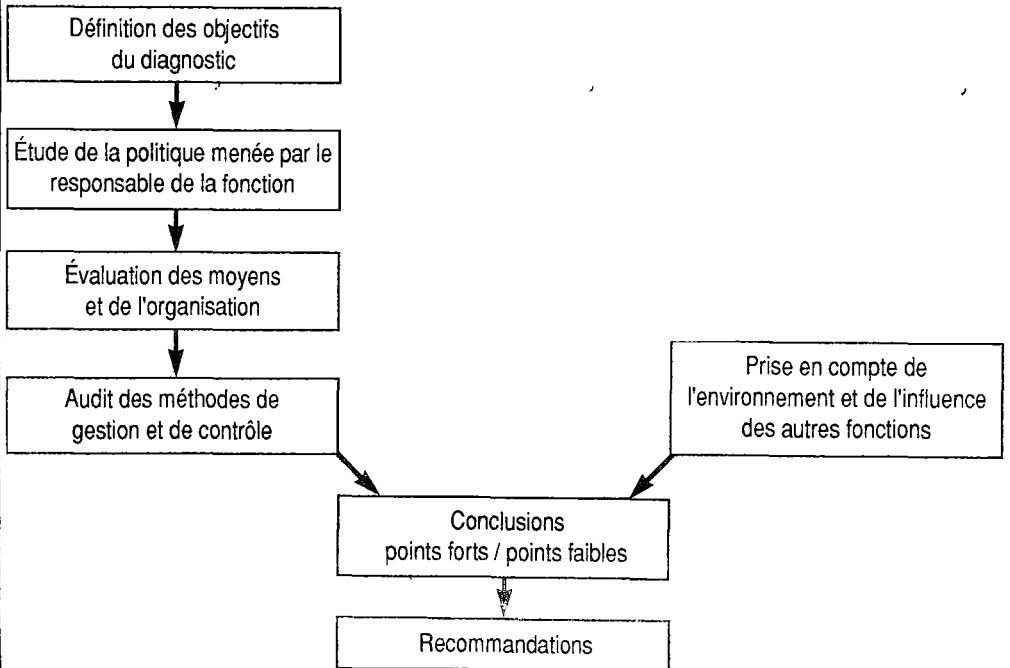 Définition des objectifs
du diagnostic
Étude de la politique menée par le
responsable de la fonction
Évaluation des moyens
et de l'organisation
Audit des méthodes de
gestion et de contrôle
Prise en compte de
l'environnement et de l'influence
des autres fonctions
Conclusions
points forts / points faibles
Recommandations